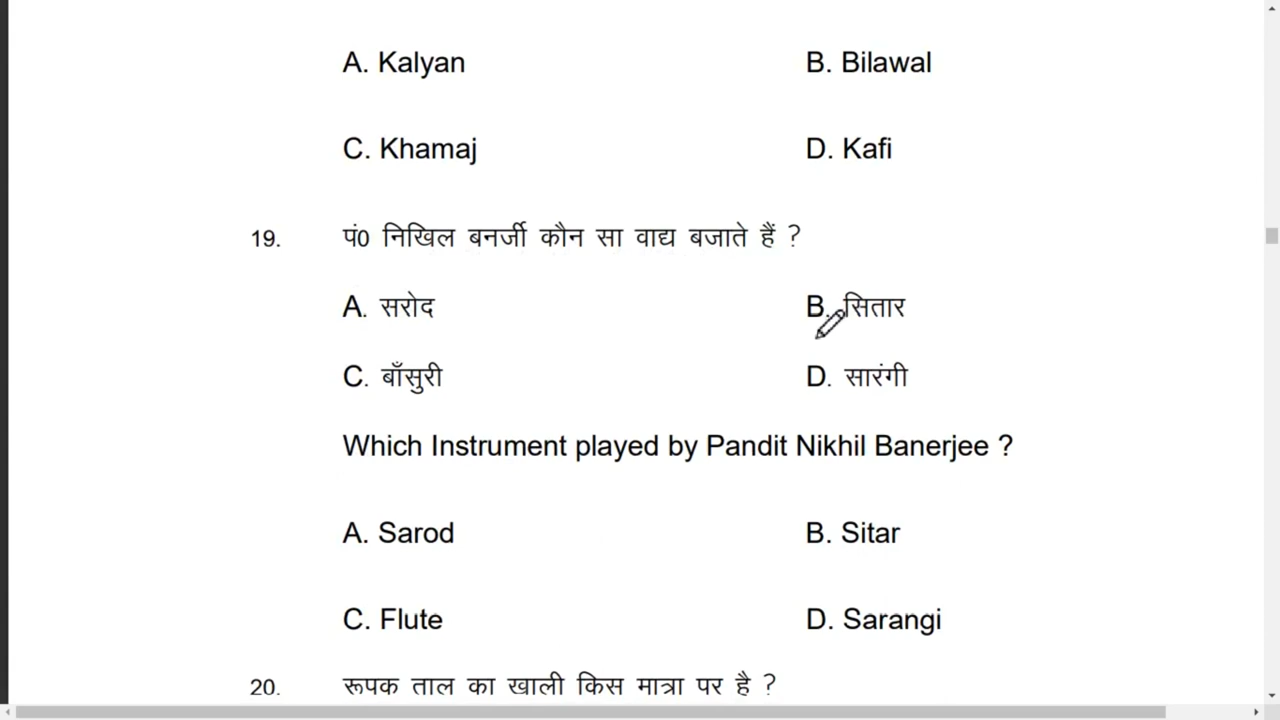 A. Kalyan B. Bilawal
C. Khamaj D. Kafi
19. पं0 निखिल बनर्जी कौन सा वाद्य बजाते हैं ?
A. सरोद B. सितार
C. बाँसुरी D. सारंगी
Which Instrument played by Pandit Nikhil Banerjee ?
A. Sarod B. Sitar
C. Flute D. Sarangi
20. रूपक ताल का खाली किस मात्रा पर है ?